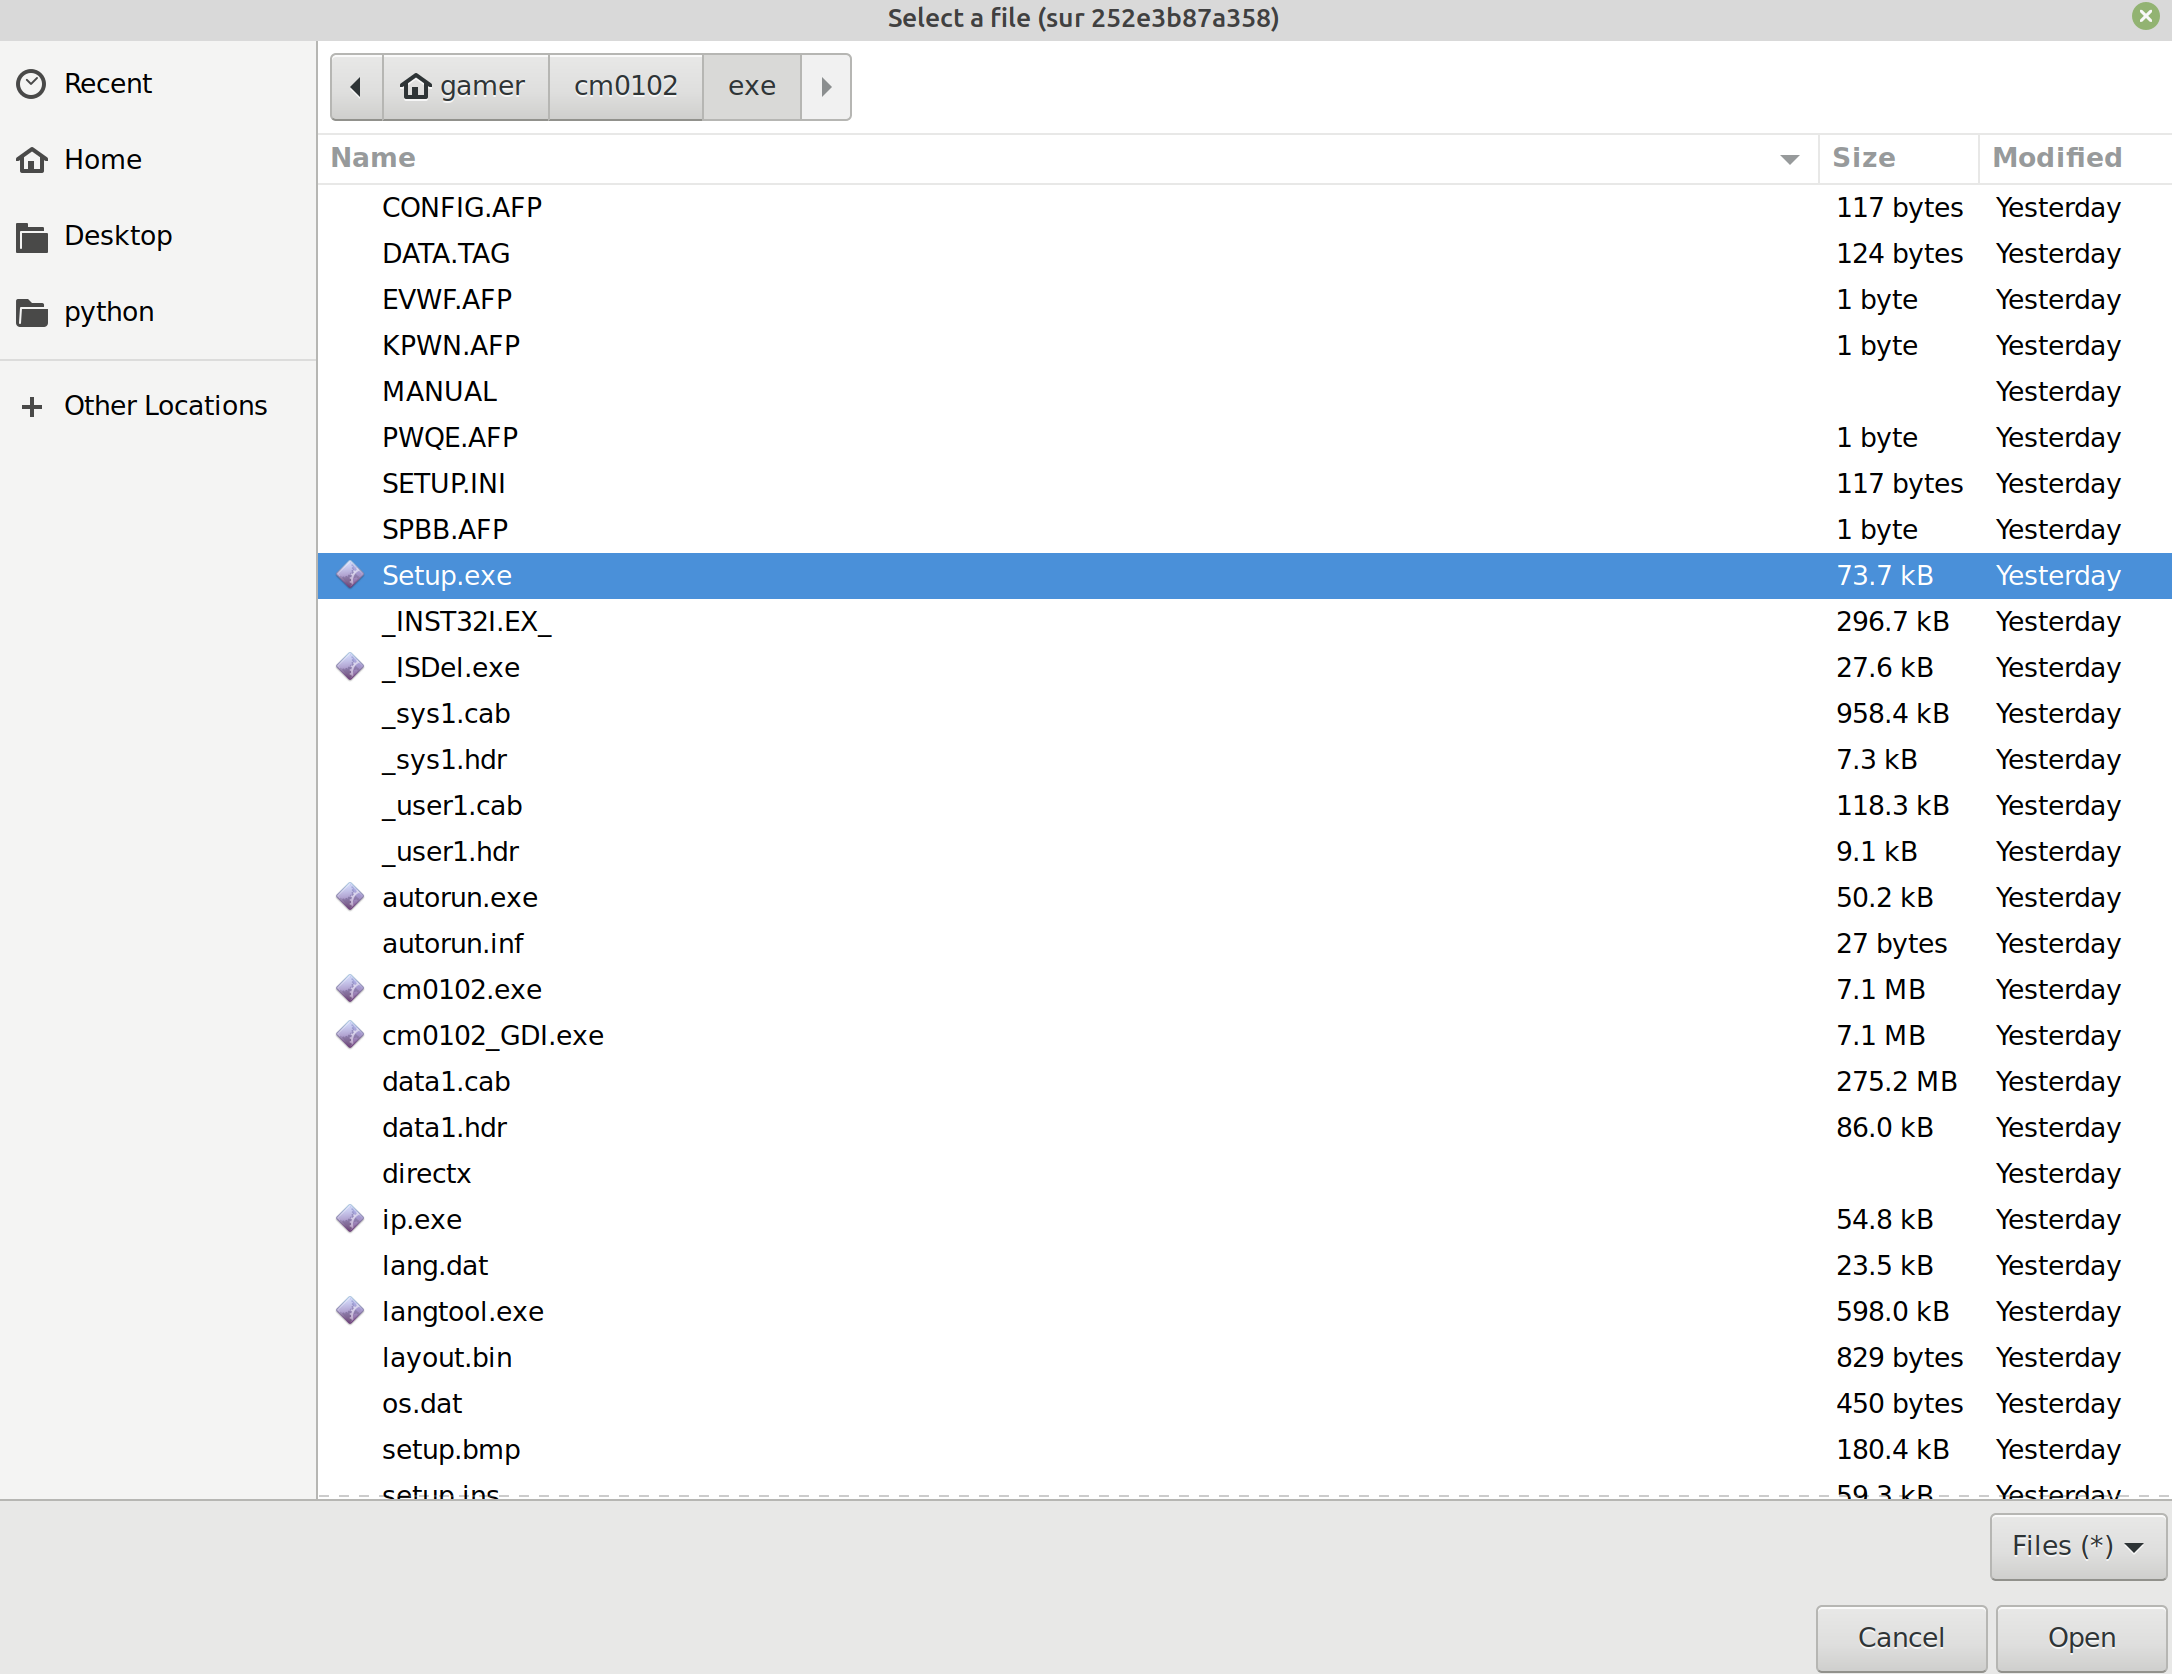 Select a file (sur 252e3b87a358)
Recent
Home
Desktop
python
Other Locations
gamer cm0102 exe
Name Size Modified
CONFIG.AFP 117 bytes Yesterday
DATA.TAG 124 bytes Yesterday
EVWF.AFP 1 byte Yesterday
KPWN.AFP 1 byte Yesterday
MANUAL Yesterday
PWQE.AFP 1 byte Yesterday
SETUP.INI 117 bytes Yesterday
SPBB.AFP 1 byte Yesterday
Setup.exe 73.7 kB Yesterday
_INST32I.EX_ 296.7 kB Yesterday
_ISDel.exe 27.6 kB Yesterday
_sys1.cab 958.4 kB Yesterday
_sys1.hdr 7.3 kB Yesterday
_user1.cab 118.3 kB Yesterday
_user1.hdr 9.1 kB Yesterday
autorun.exe 50.2 kB Yesterday
autorun.inf 27 bytes Yesterday
cm0102.exe 7.1 MB Yesterday
cm0102_GDI.exe 7.1 MB Yesterday
data1.cab 275.2 MB Yesterday
data1.hdr 86.0 kB Yesterday
directx Yesterday
ip.exe 54.8 kB Yesterday
lang.dat 23.5 kB Yesterday
langtool.exe 598.0 kB Yesterday
layout.bin 829 bytes Yesterday
os.dat 450 bytes Yesterday
setup.bmp 180.4 kB Yesterday
setup.ins 59.3 kB Yesterday
Files (*)
Cancel Open